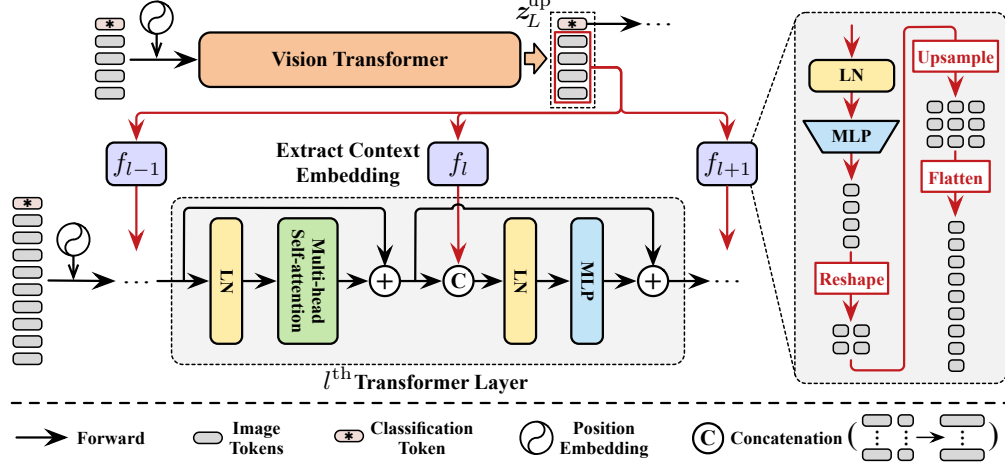 z_L^up
* * . . .
Vision Transformer
Upsample
LN
MLP
f_{l-1}
Extract Context
Embedding
f_l
f_{l+1}
Flatten
*
. . .
LN
Multi-head
Self-attention
+
C
LN
MLP
+
. . .
Reshape
l^th Transformer Layer
Forward
Image
Tokens
*
Classification
Token
Position
Embedding
C
Concatenation ( )